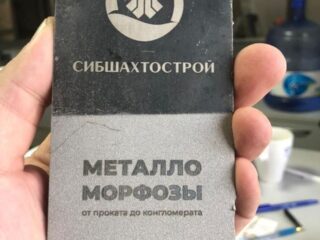 СИБШАХТОСТРОЙ
МЕТАЛЛО
МОРФОЗЫ
от проката до конгломерата